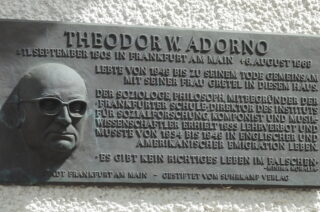 THEODOR W. ADORNO
*11. SEPTEMBER 1903 IN FRANKFURT AM MAIN +6. AUGUST 1969
LEBTE VON 1949 BIS ZU SEINEM TODE GEMEINSAM
MIT SEINER FRAU GRETEL IN DIESEM HAUS.
DER SOZIOLOGE, PHILOSOPH, MITBEGRÜNDER DER
FRANKFURTER SCHULE, DIREKTOR DES INSTITUTS
FÜR SOZIALFORSCHUNG, KOMPONIST UND MUSIK-
WISSENSCHAFTLER ERHIELT 1933 LEHRVERBOT UND
MUSSTE VON 1934 BIS 1949 IN ENGLISCHER UND
AMERIKANISCHER EMIGRATION LEBEN.
»ES GIBT KEIN RICHTIGES LEBEN IM FALSCHEN«
MINIMA MORALIA
STADT FRANKFURT AM MAIN - GESTIFTET VOM SUHRKAMP VERLAG